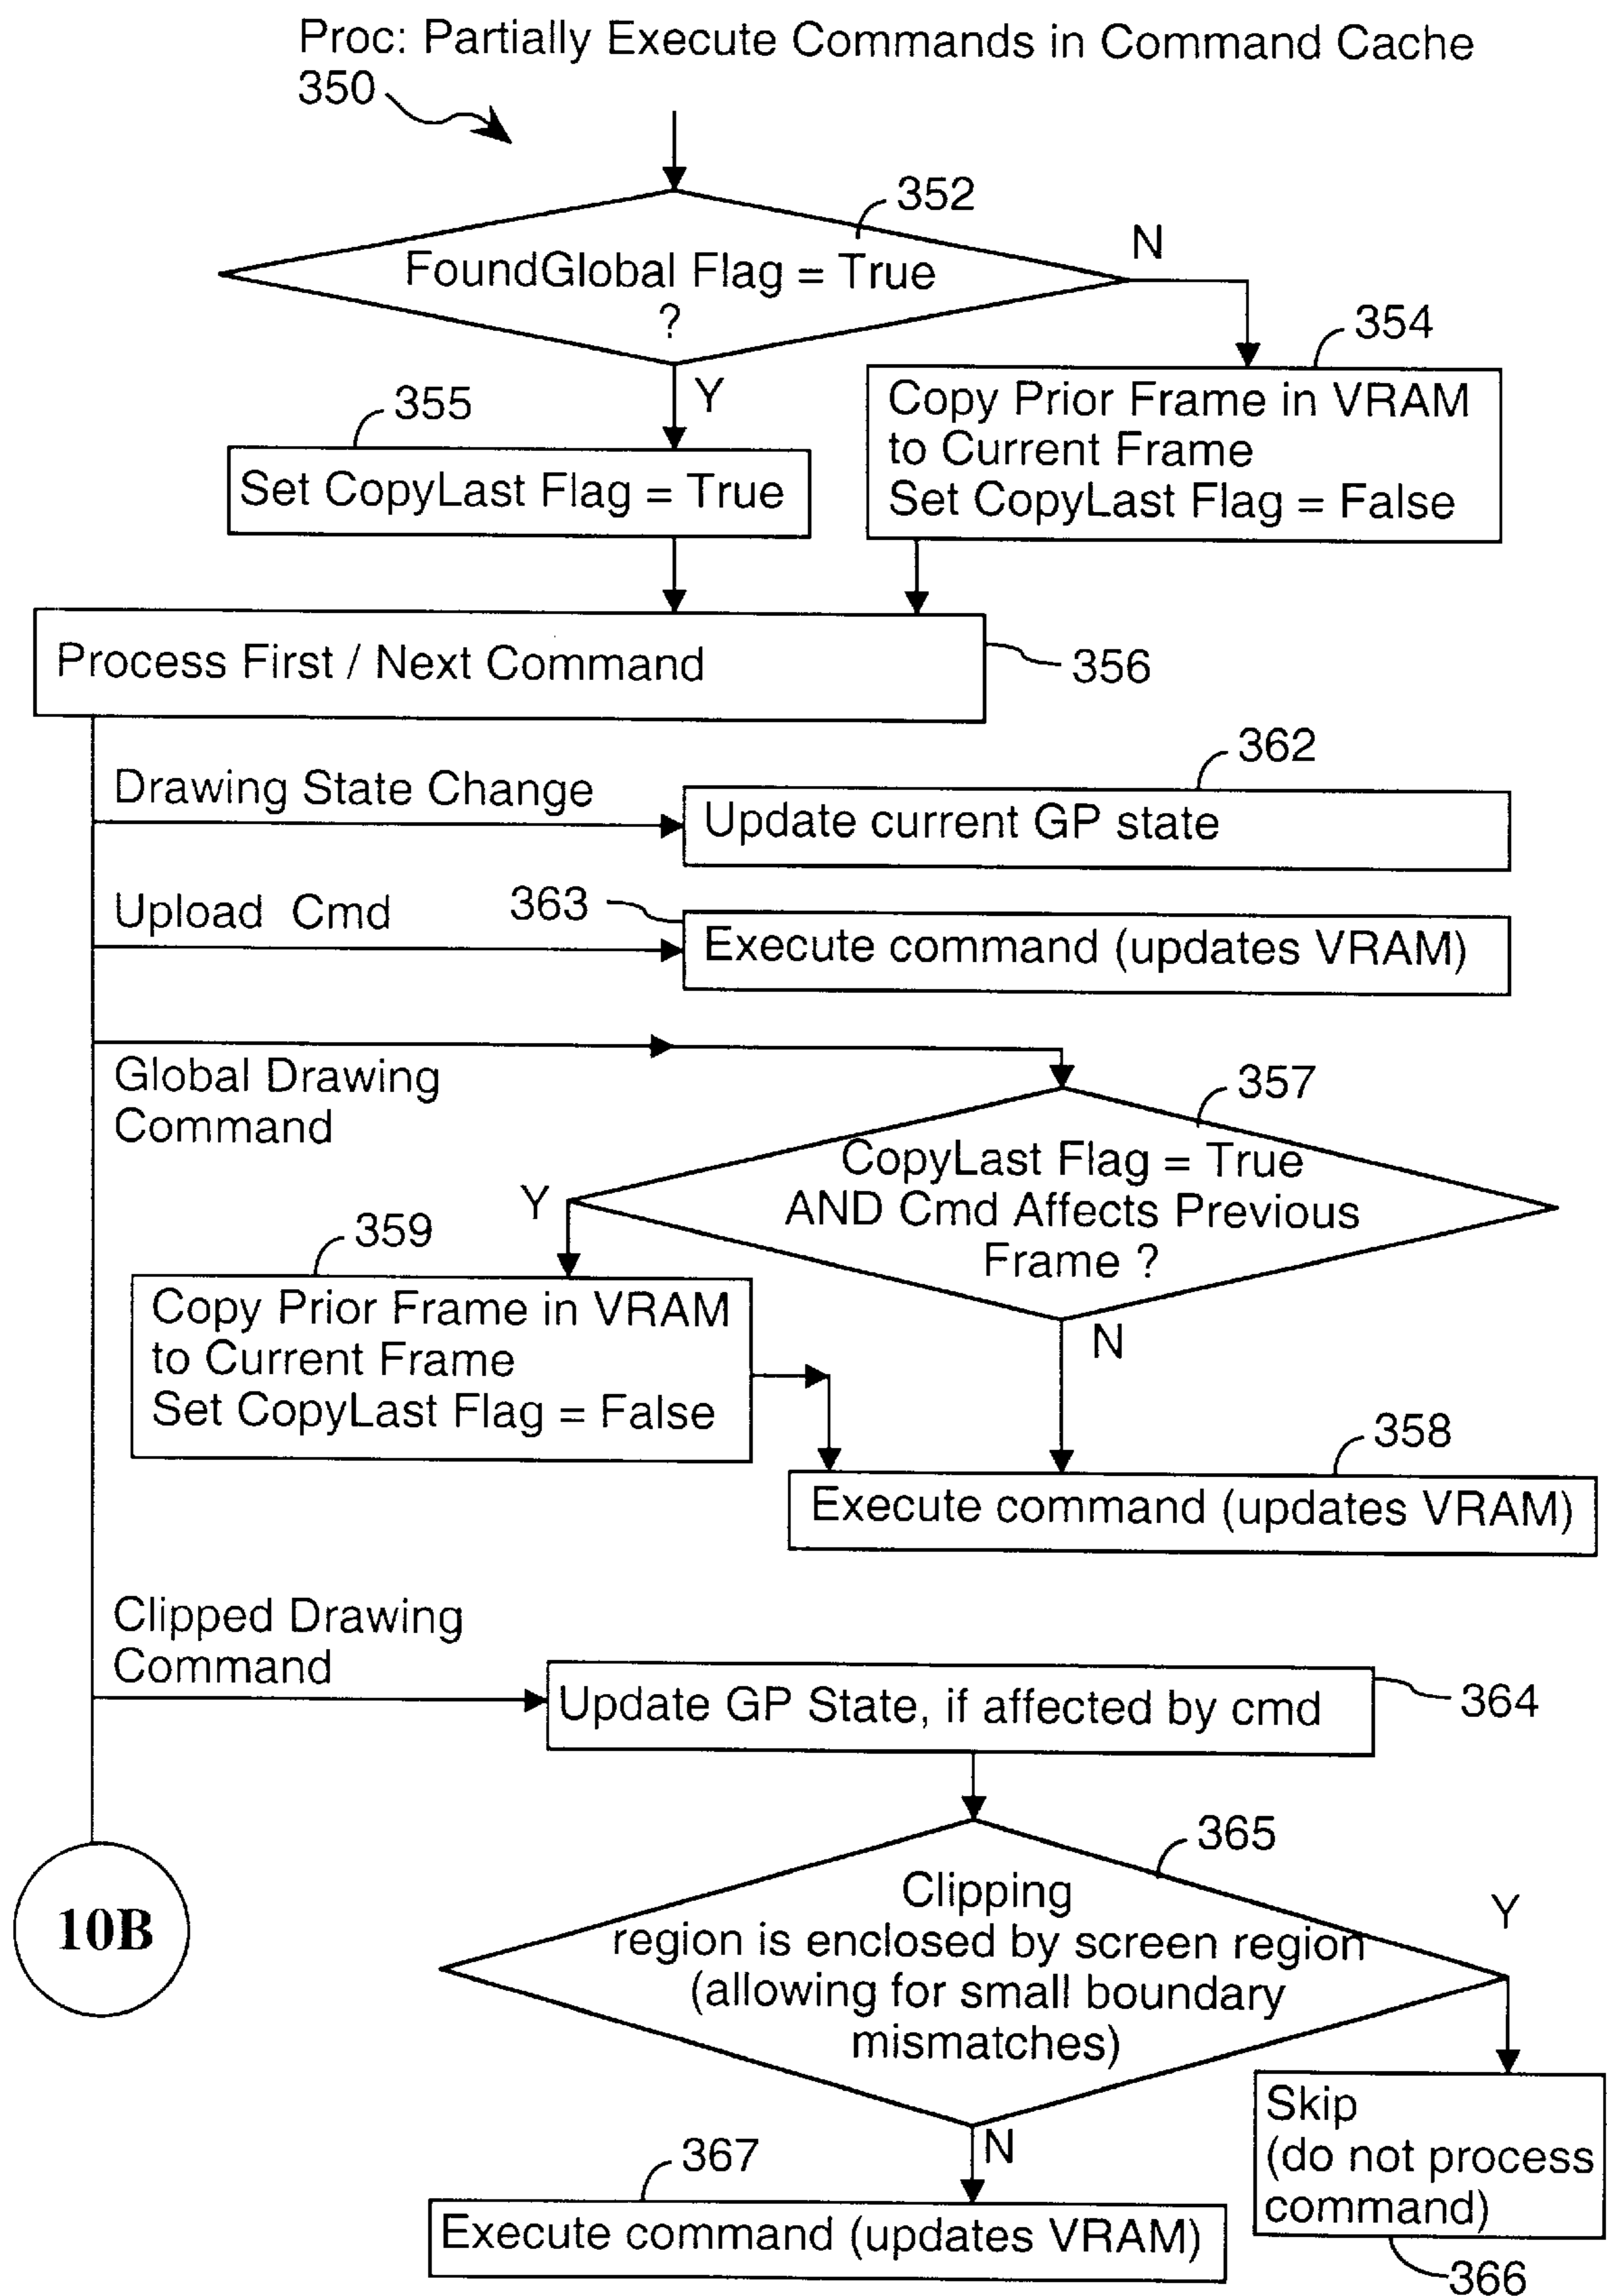 Proc: Partially Execute Commands in Command Cache
350
352
FoundGlobal Flag = True
?
N
Y
354
Copy Prior Frame in VRAM
to Current Frame
Set CopyLast Flag = False
355
Set CopyLast Flag = True
Process First / Next Command
356
Drawing State Change
362
Update current GP state
Upload Cmd
363
Execute command (updates VRAM)
Global Drawing
Command
357
CopyLast Flag = True
AND Cmd Affects Previous
Frame ?
Y
N
359
Copy Prior Frame in VRAM
to Current Frame
Set CopyLast Flag = False
358
Execute command (updates VRAM)
Clipped Drawing
Command
Update GP State, if affected by cmd
364
365
Clipping
region is enclosed by screen region
(allowing for small boundary
mismatches)
Y
N
10B
Skip
(do not process
command)
366
367
Execute command (updates VRAM)